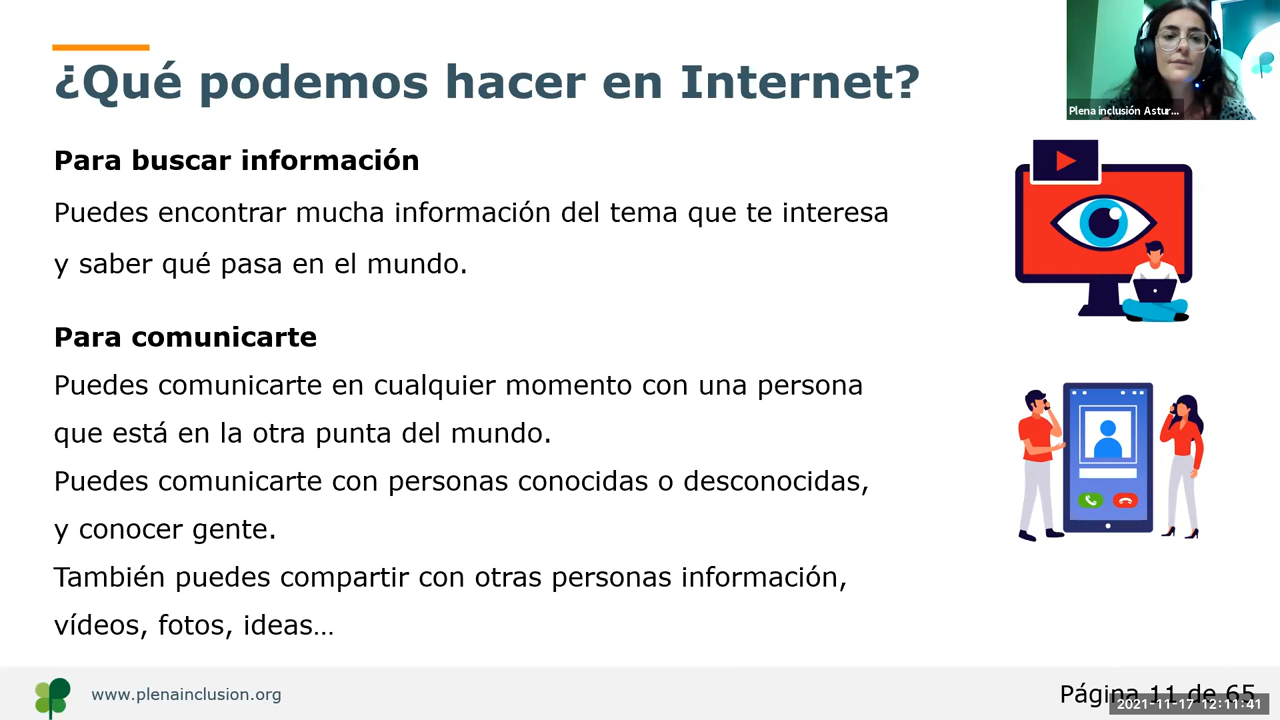 ¿Qué podemos hacer en Internet?
Plena inclusión Astur...
Para buscar información
Puedes encontrar mucha información del tema que te interesa
y saber qué pasa en el mundo.
Para comunicarte
Puedes comunicarte en cualquier momento con una persona
que está en la otra punta del mundo.
Puedes comunicarte con personas conocidas o desconocidas,
y conocer gente.
También puedes compartir con otras personas información,
vídeos, fotos, ideas…
www.plenainclusion.org
Página 11 de 65
2021-11-17 12:11:41